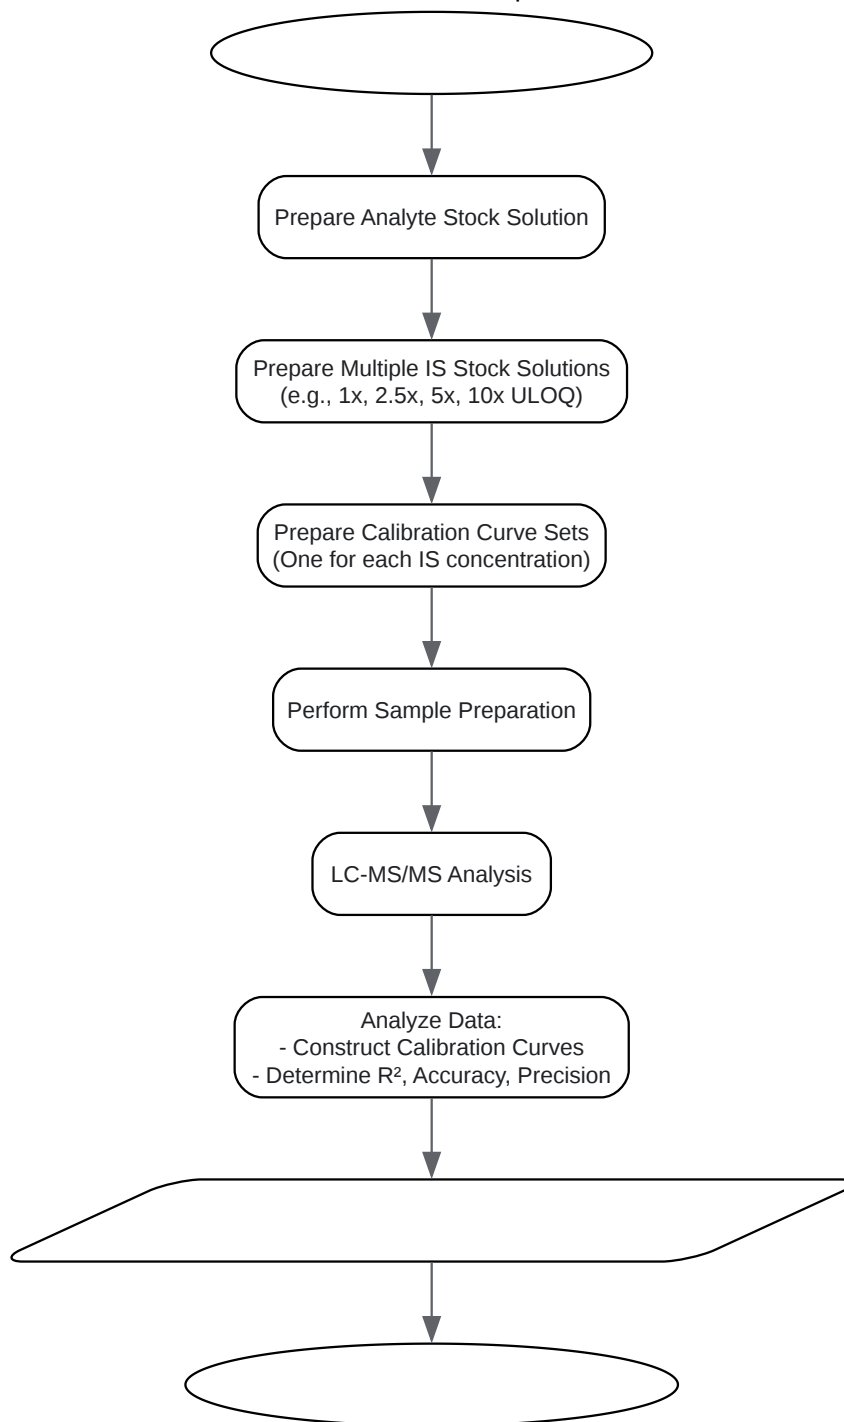 Prepare Analyte Stock Solution
Prepare Multiple IS Stock Solutions
(e.g., 1x, 2.5x, 5x, 10x ULOQ)
Prepare Calibration Curve Sets
(One for each IS concentration)
Perform Sample Preparation
LC-MS/MS Analysis
Analyze Data:
- Construct Calibration Curves
- Determine R², Accuracy, Precision